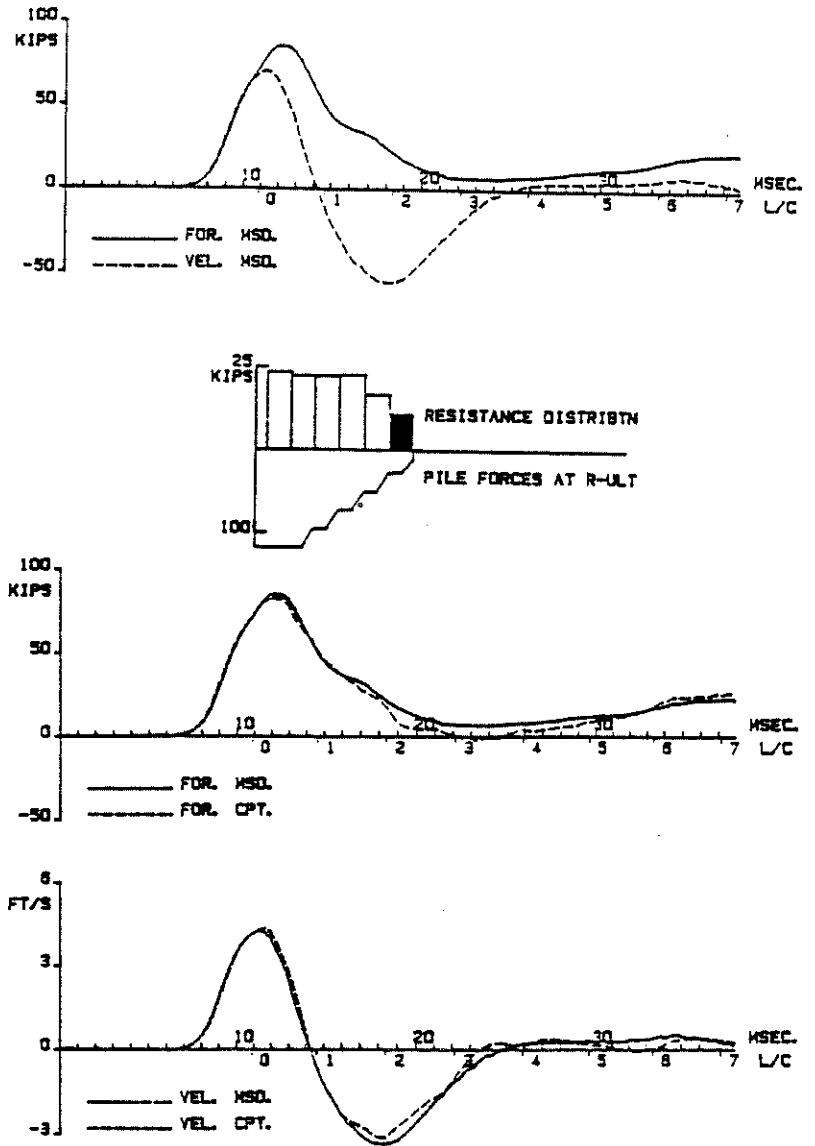 100
KIPS
50
0
-50
10 20 30 MSEC.
0 1 2 3 4 5 6 7 L/C
FOR. MSD.
VEL. MSD.
25
KIPS
RESISTANCE DISTRIBTN
PILE FORCES AT R-ULT
100
100
KIPS
50
0
-50
10 20 30 MSEC.
0 1 2 3 4 5 6 7 L/C
FOR. MSD.
FOR. CPT.
6
FT/S
3
0
-3
10 20 30 MSEC.
0 1 2 3 4 5 6 7 L/C
VEL. MSD.
VEL. CPT.